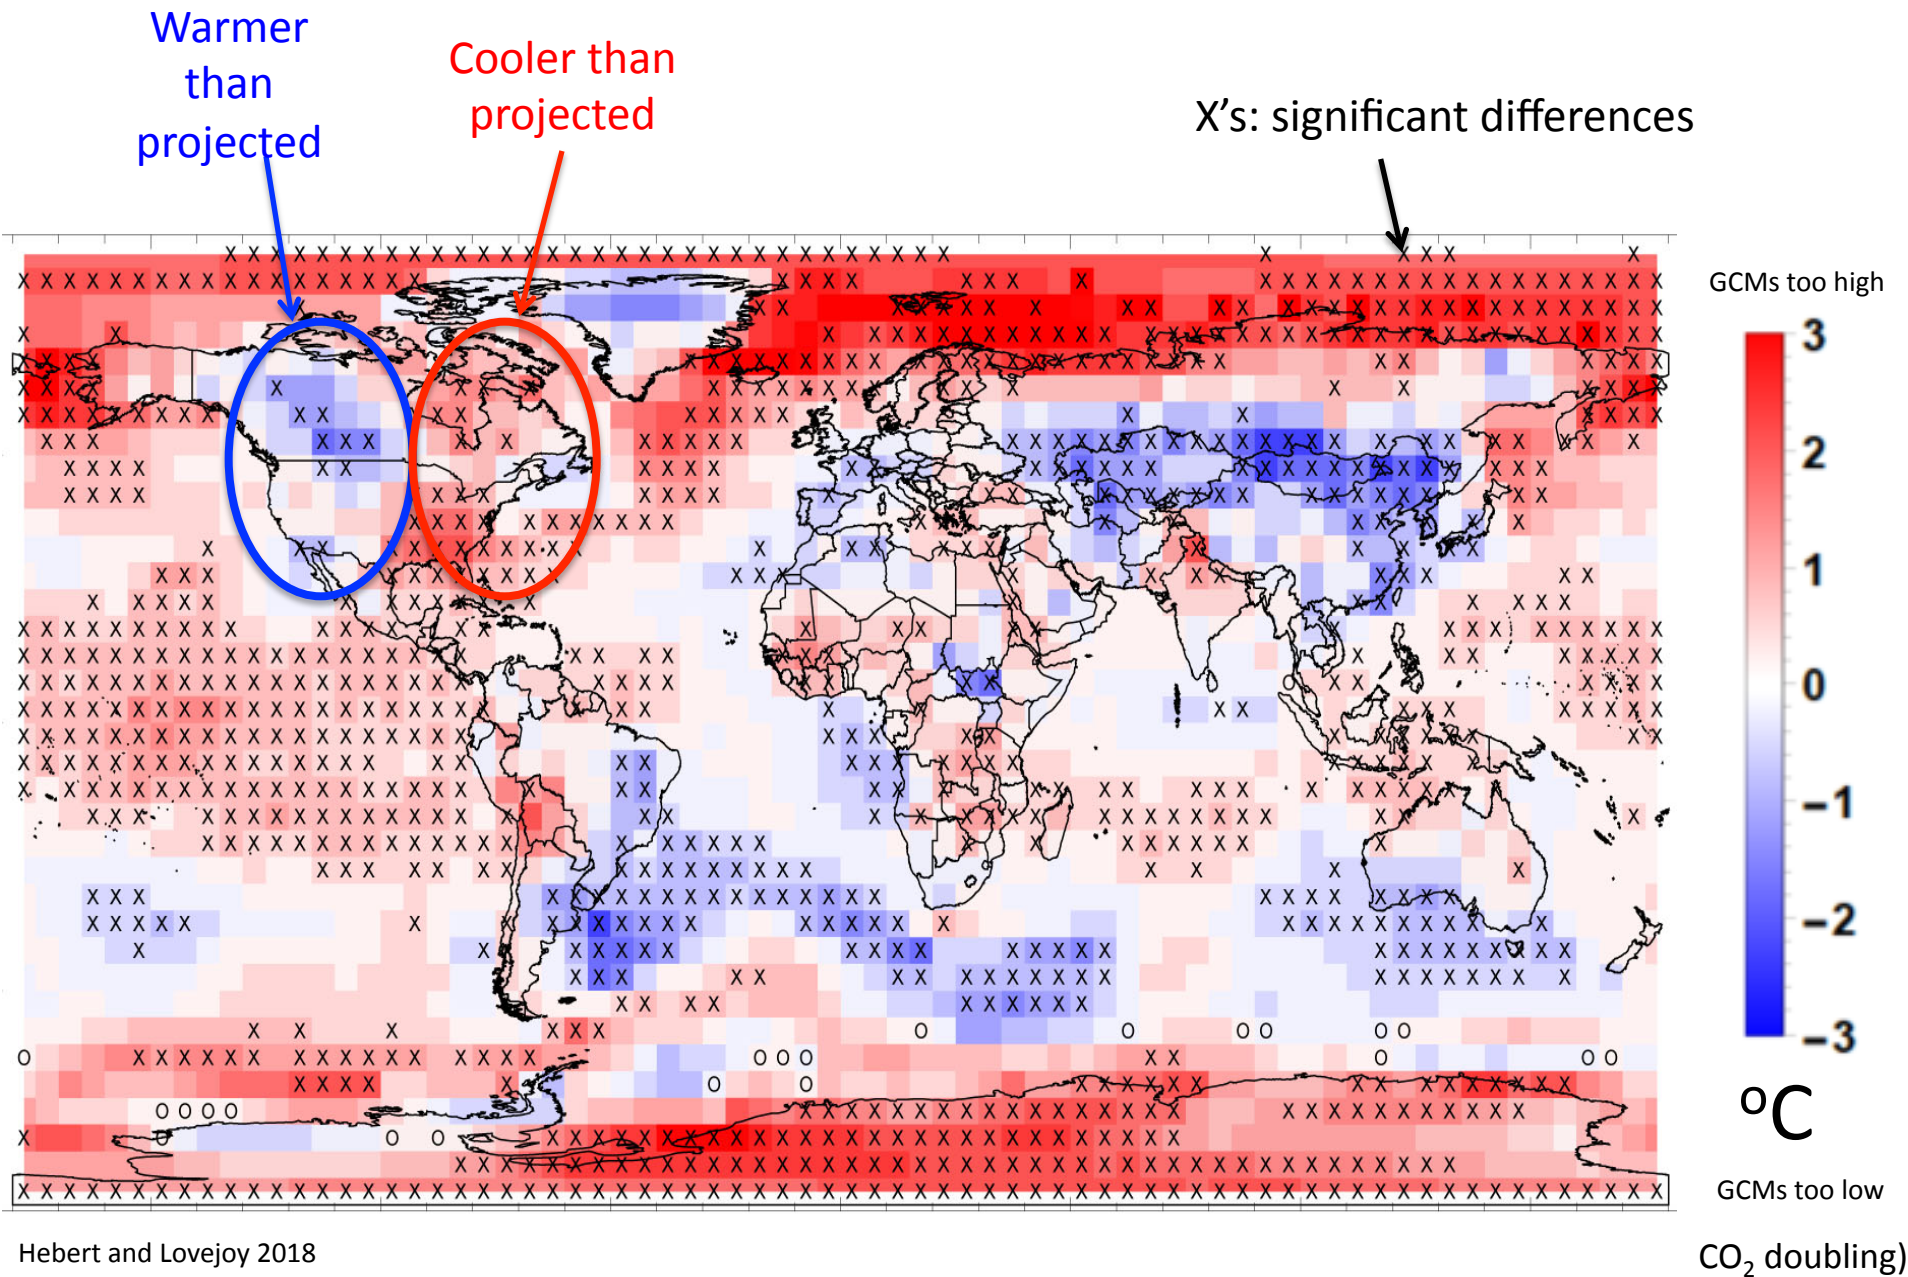 Warmer
than
projected
Cooler than
projected
X's: significant differences
GCMs too high
3
2
1
0
−1
−2
−3
°C
GCMs too low
Hebert and Lovejoy 2018
CO₂ doubling)